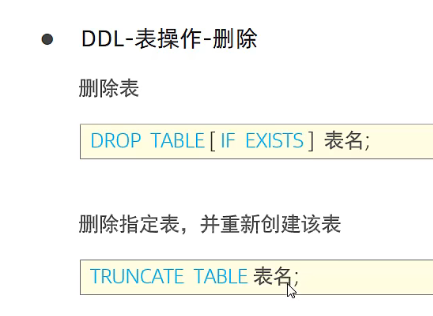 DDL-表操作-删除
删除表
DROP TABLE [ IF EXISTS ] 表名;
删除指定表，并重新创建该表
TRUNCATE TABLE 表名;